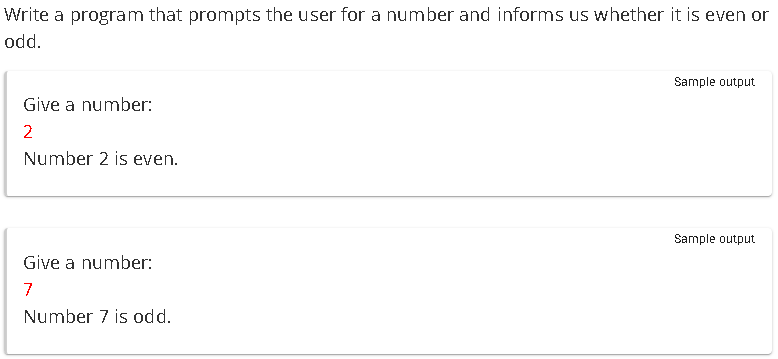 Write a program that prompts the user for a number and informs us whether it is even or
odd.
Sample output
Give a number:
2
Number 2 is even.
Sample output
Give a number:
7
Number 7 is odd.